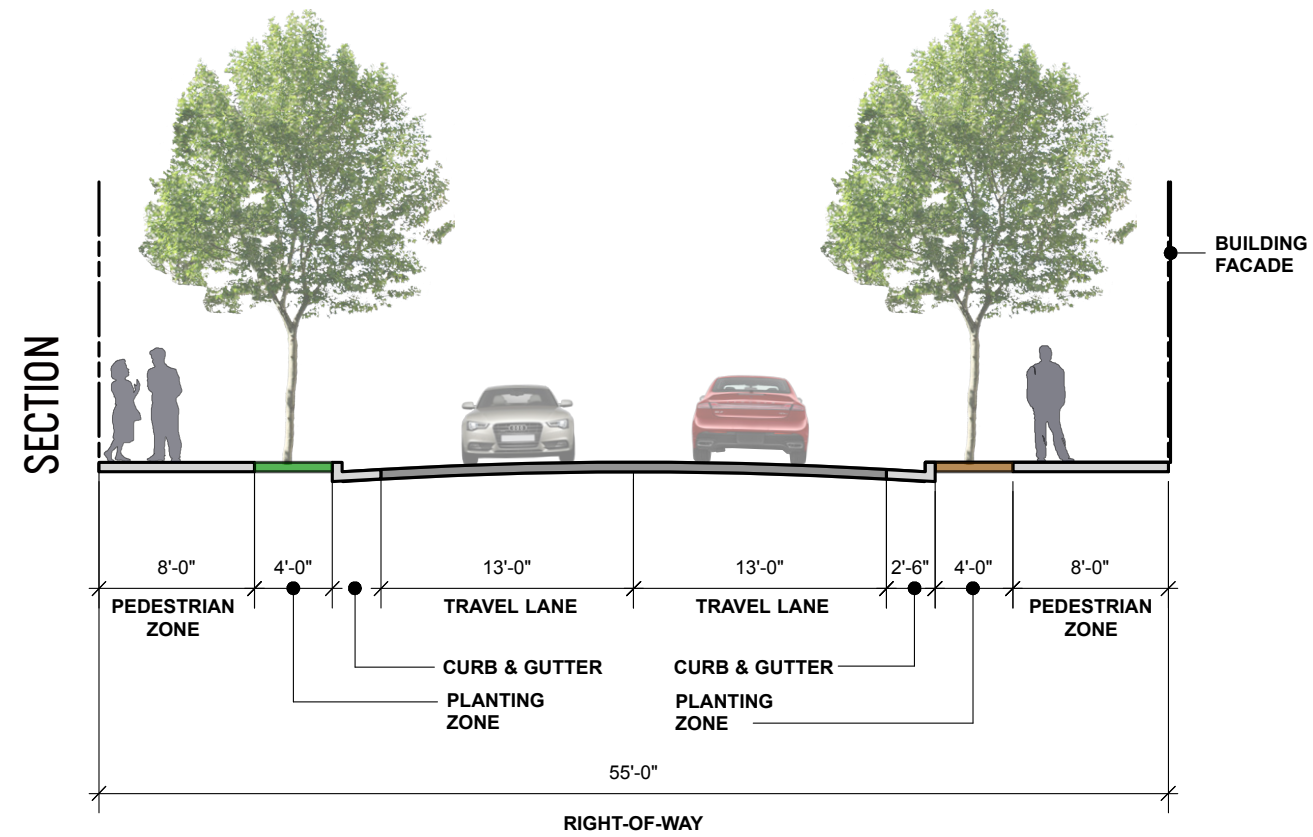 SECTION
BUILDING
FACADE
8'-0"
4'-0"
13'-0"
13'-0"
2'-6"
4'-0"
8'-0"
PEDESTRIAN
ZONE
TRAVEL LANE
TRAVEL LANE
PEDESTRIAN
ZONE
CURB & GUTTER
CURB & GUTTER
PLANTING
ZONE
PLANTING
ZONE
55'-0"
RIGHT-OF-WAY